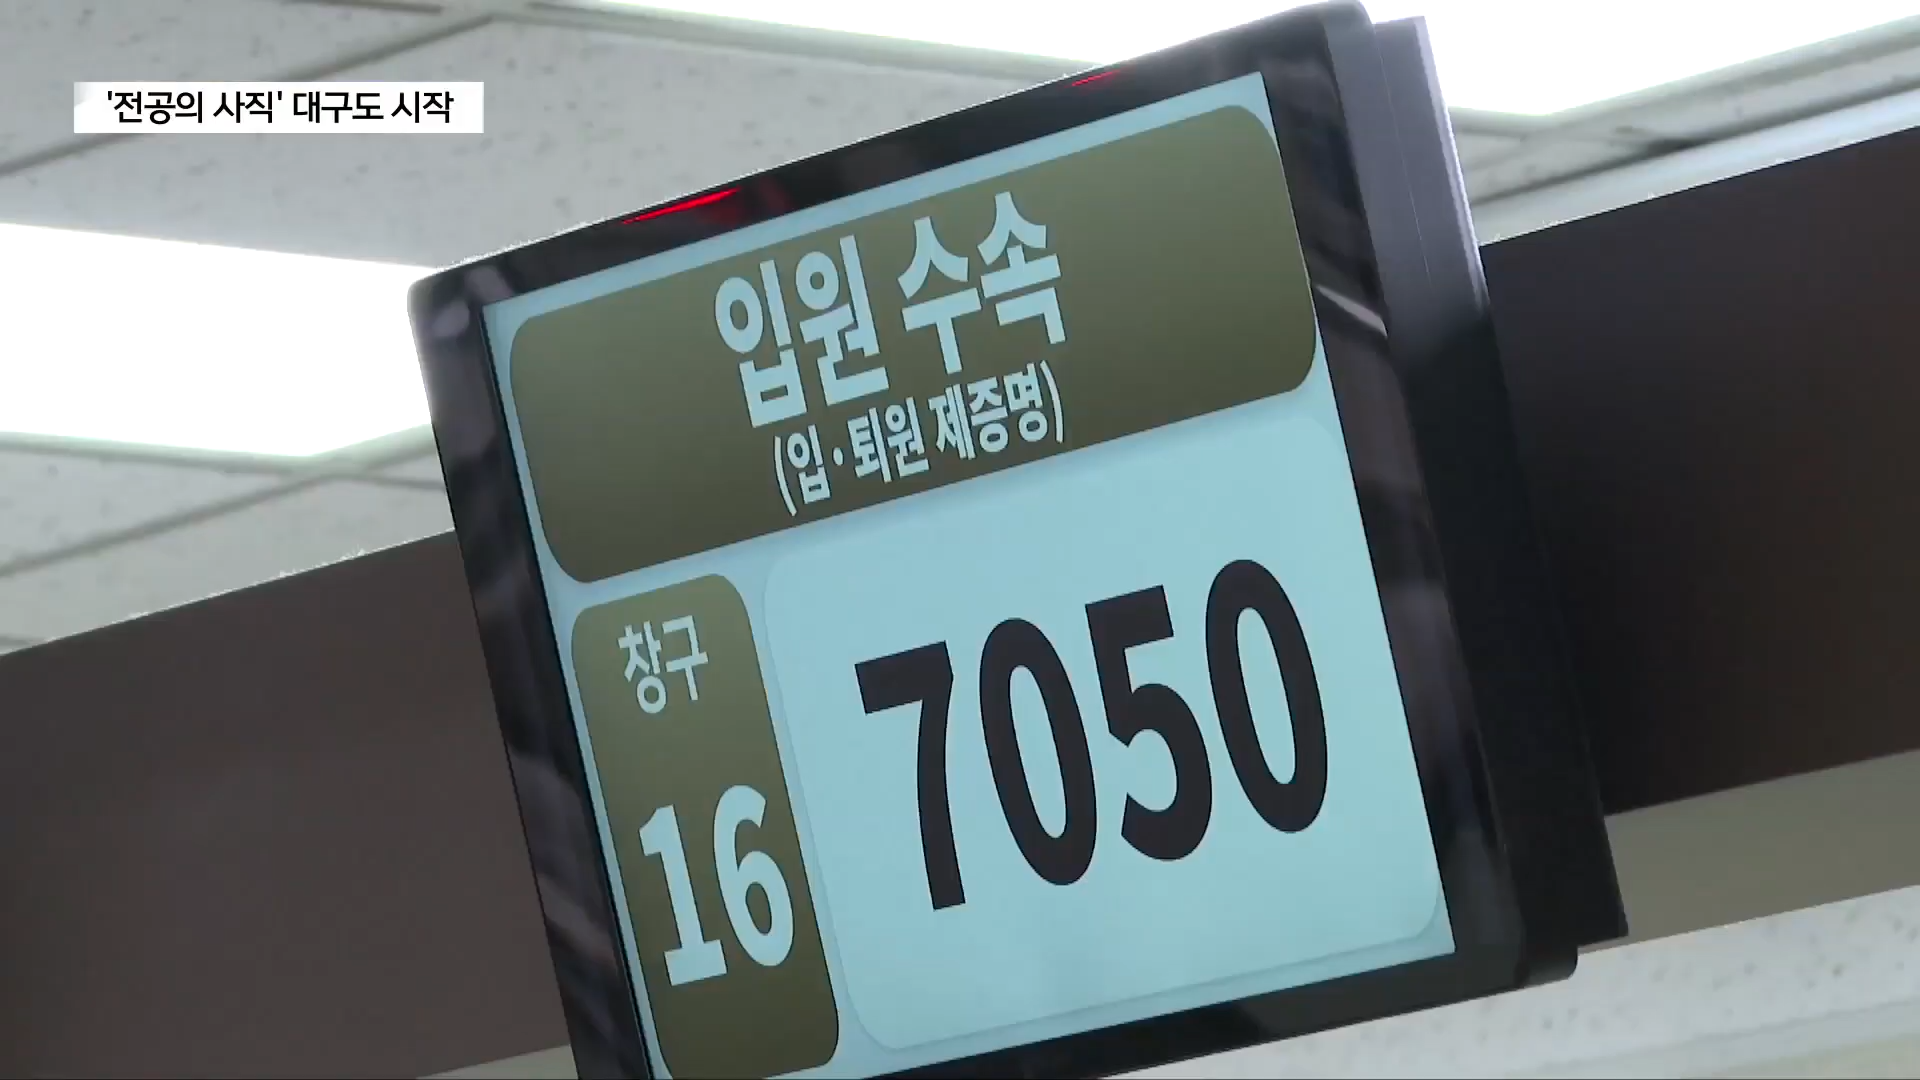 '전공의 사직' 대구도 시작
입원 수속
(입·퇴원 제증명)
창구
16
7050